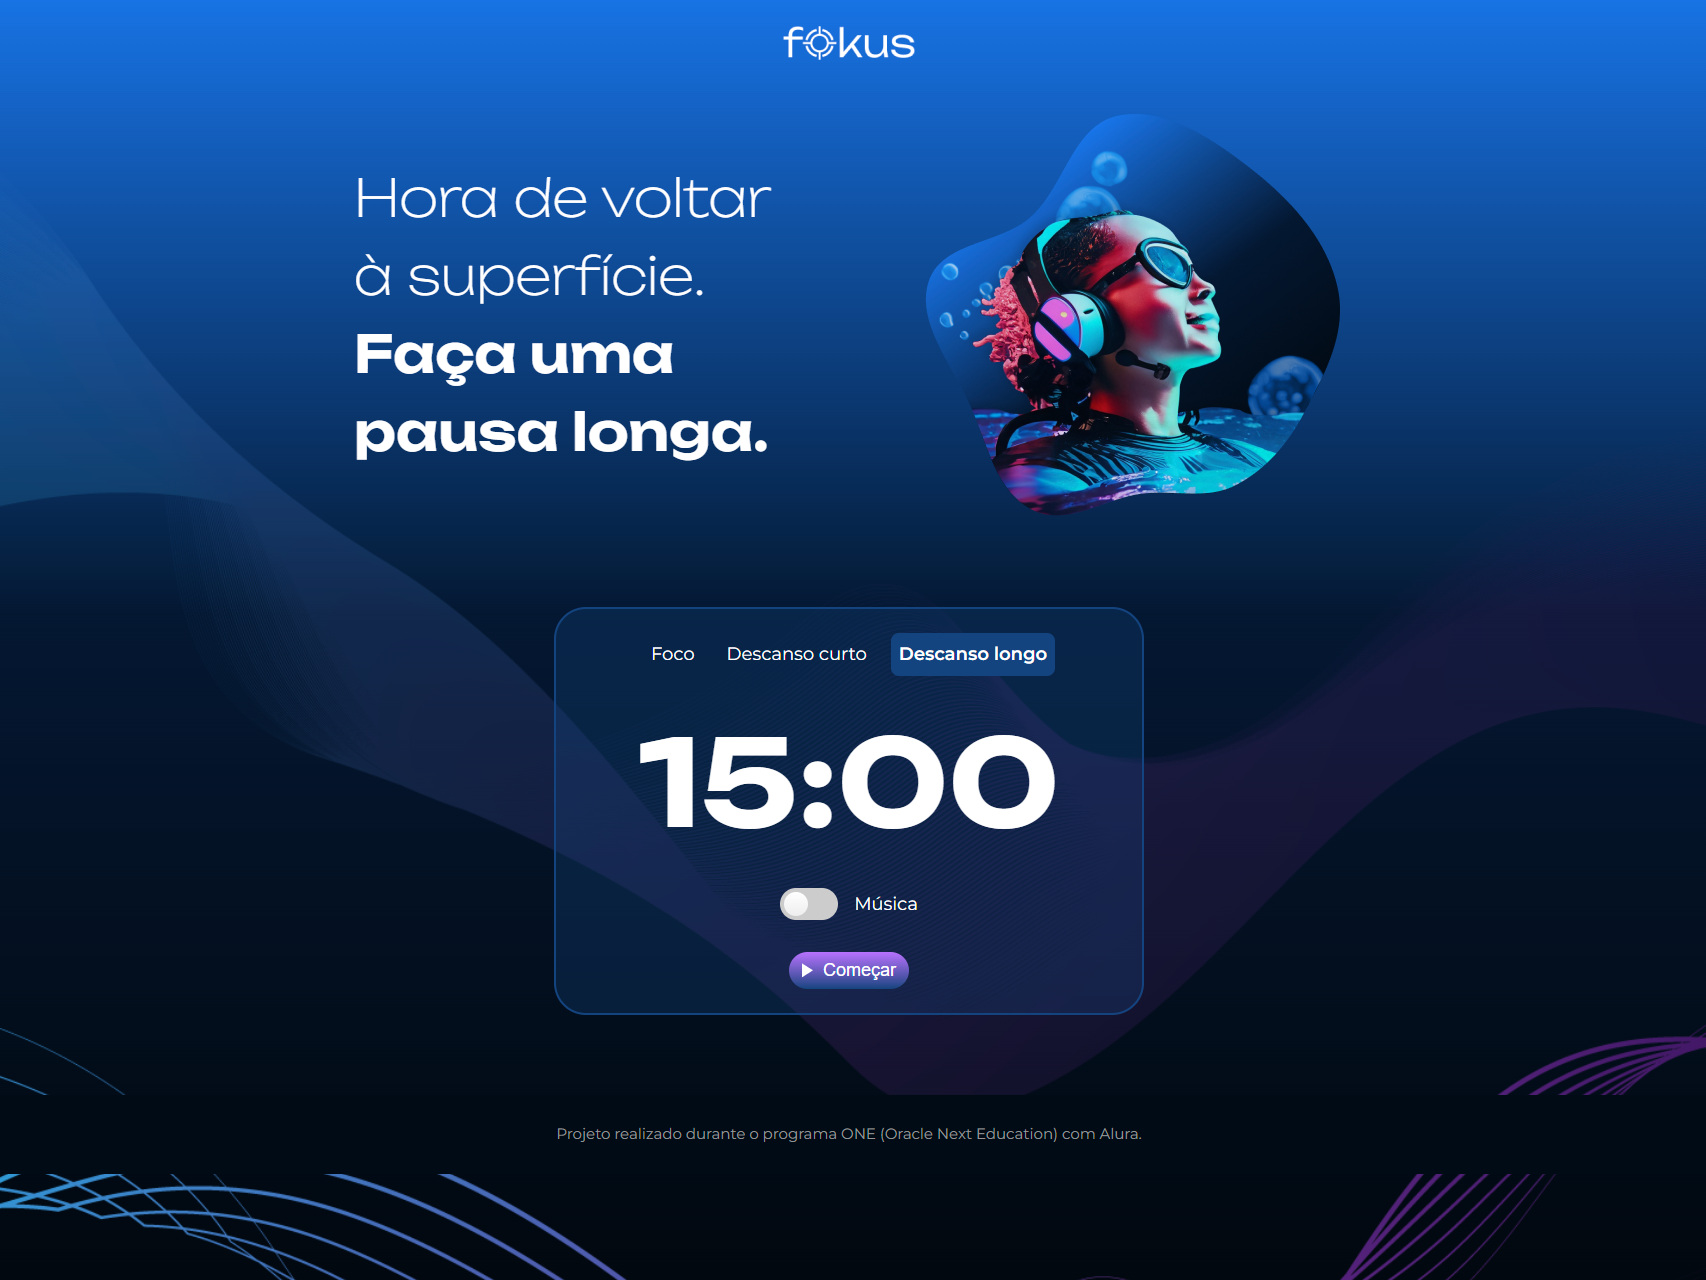 fokus
Hora de voltar
à superfície.
Faça uma
pausa longa.
Foco Descanso curto Descanso longo
15:00
Música
Começar
Projeto realizado durante o programa ONE (Oracle Next Education) com Alura.